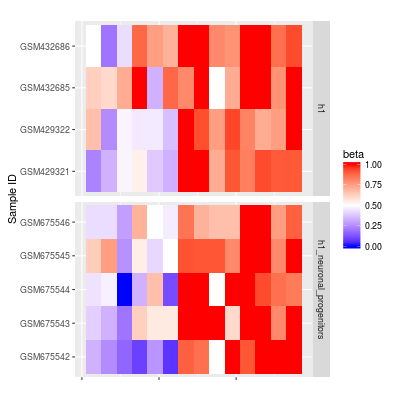 Sample ID
GSM432686
GSM432685
GSM429322
GSM429321
h1
GSM675546
GSM675545
GSM675544
GSM675543
GSM675542
h1_neuronal_progenitors
beta
1.00
0.75
0.50
0.25
0.00